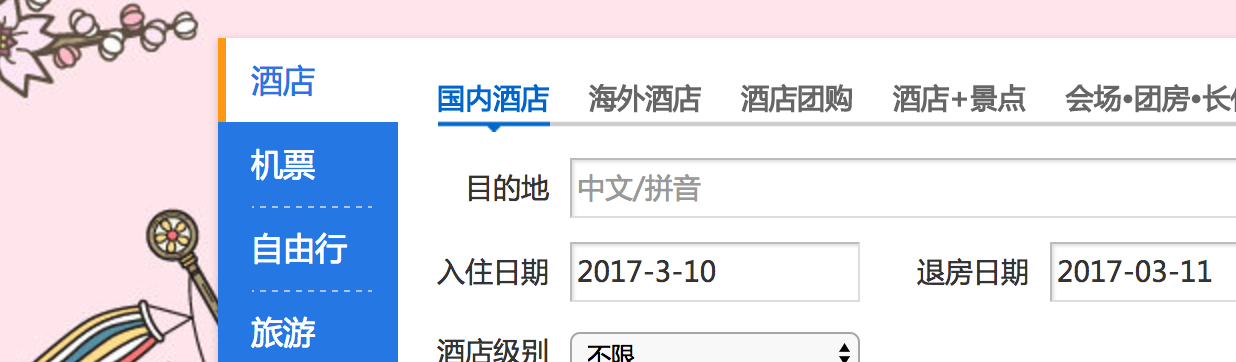 酒店
机票
自由行
旅游
国内酒店 海外酒店 酒店团购 酒店+景点 会场•团房•长
目的地 中文/拼音
入住日期 2017-3-10 退房日期 2017-03-11
酒店级别 不限